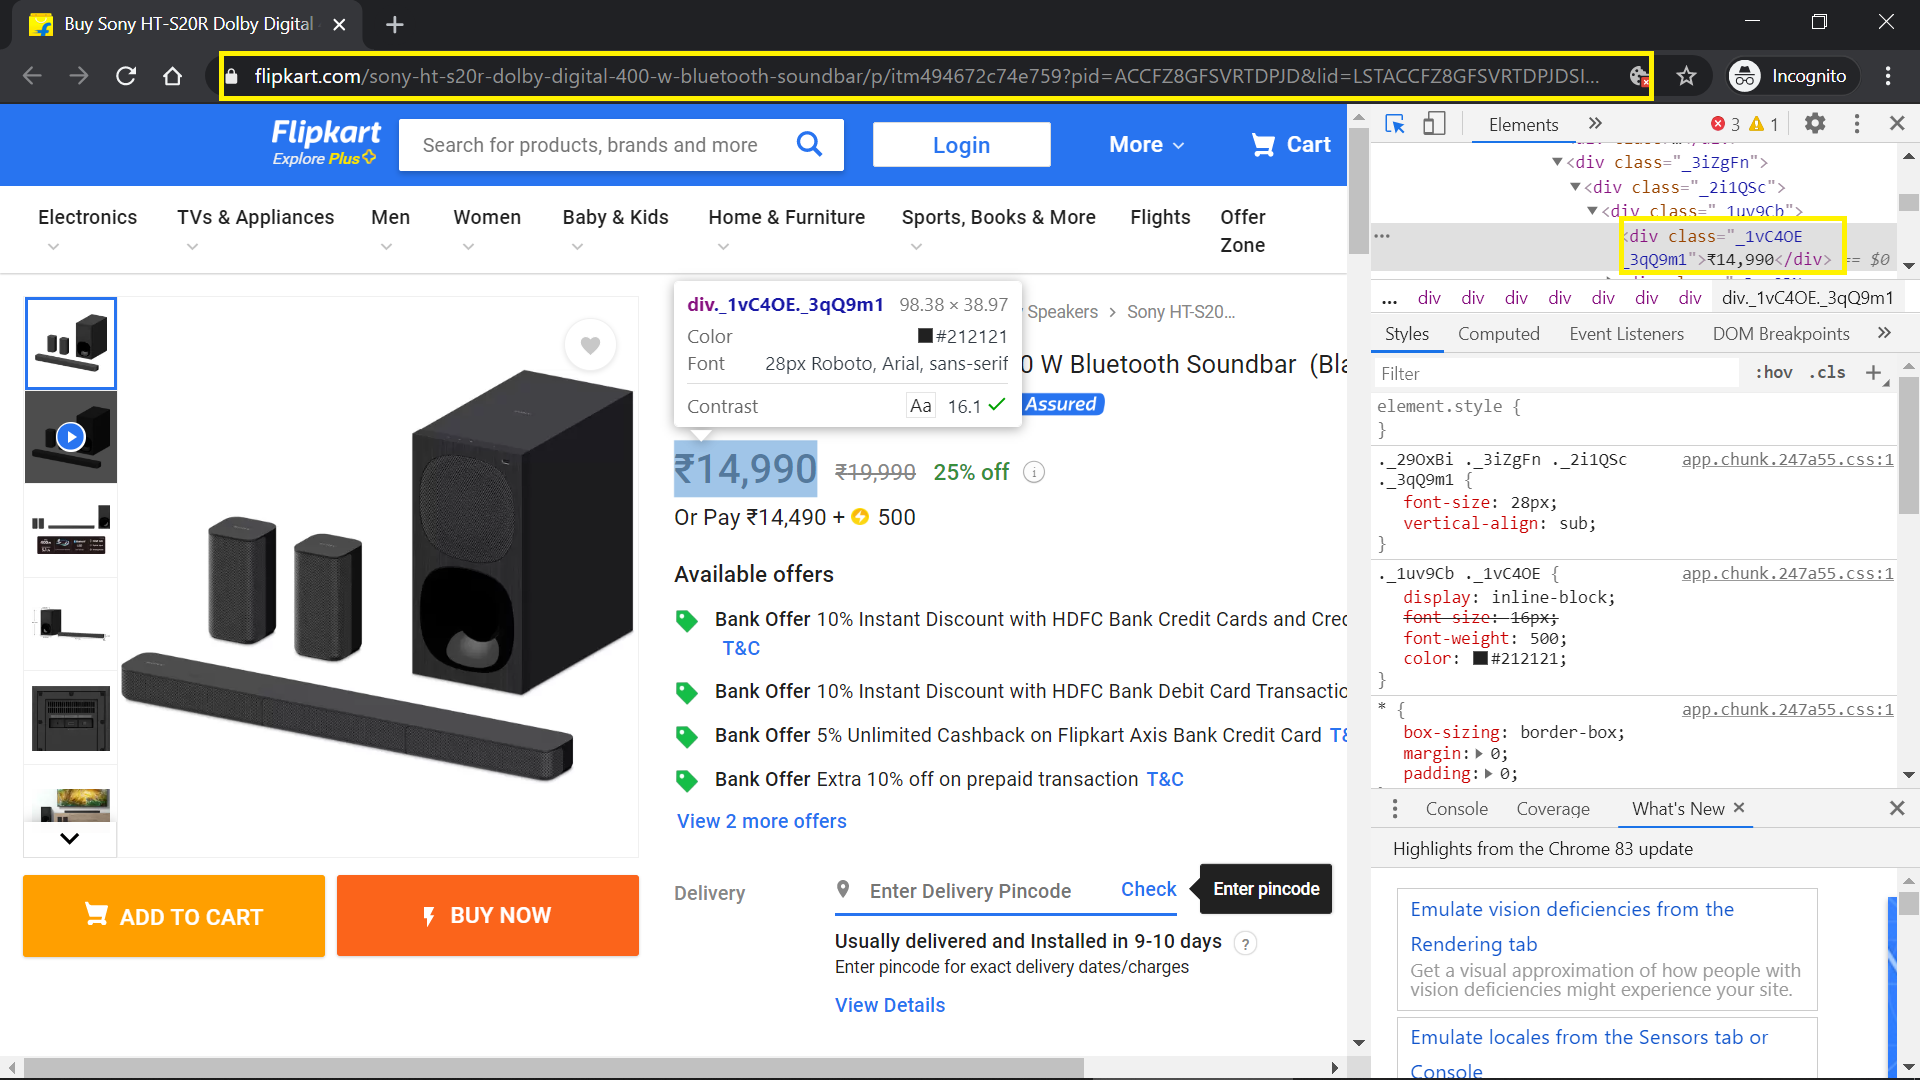 Buy Sony HT-S20R Dolby Digital
flipkart.com/sony-ht-s20r-dolby-digital-400-w-bluetooth-soundbar/p/itm494672c74e759?pid=ACCFZ8GFSVRTDPJD&lid=LSTACCFZ8GFSVRTDPJDSI...
Incognito
Flipkart
Explore Plus
Search for products, brands and more
Login
More
Cart
Electronics
TVs & Appliances
Men
Women
Baby & Kids
Home & Furniture
Sports, Books & More
Flights
Offer
Zone
div._1vC4OE._3qQ9m1 98.38 × 38.97
Color #212121
Font 28px Roboto, Arial, sans-serif
Contrast Aa 16.1
Speakers > Sony HT-S20...
0 W Bluetooth Soundbar (Bla
Assured
₹14,990 ₹19,990 25% off
Or Pay ₹14,490 + 500
Available offers
Bank Offer 10% Instant Discount with HDFC Bank Credit Cards and Cred
T&C
Bank Offer 10% Instant Discount with HDFC Bank Debit Card Transactio
Bank Offer 5% Unlimited Cashback on Flipkart Axis Bank Credit Card T&
Bank Offer Extra 10% off on prepaid transaction T&C
View 2 more offers
ADD TO CART
BUY NOW
Delivery
Enter Delivery Pincode
Check
Enter pincode
Usually delivered and Installed in 9-10 days ?
Enter pincode for exact delivery dates/charges
View Details
Elements » 3 1
<div class="_3iZgFn">
<div class="_2i1QSc">
<div class="_1uv9Cb">
<div class="_1vC4OE
_3qQ9m1">₹14,990</div> == $0
... div div div div div div div div._1vC4OE._3qQ9m1
Styles Computed Event Listeners DOM Breakpoints »
Filter :hov .cls +
element.style {
}
._29OxBi ._3iZgFn ._2i1QSc app.chunk.247a55.css:1
._3qQ9m1 {
font-size: 28px;
vertical-align: sub;
}
._1uv9Cb ._1vC4OE { app.chunk.247a55.css:1
display: inline-block;
font-size: 16px;
font-weight: 500;
color: #212121;
}
* { app.chunk.247a55.css:1
box-sizing: border-box;
margin: 0;
padding: 0;
Console Coverage What's New
Highlights from the Chrome 83 update
Emulate vision deficiencies from the
Rendering tab
Get a visual approximation of how people with
vision deficiencies might experience your site.
Emulate locales from the Sensors tab or
Console